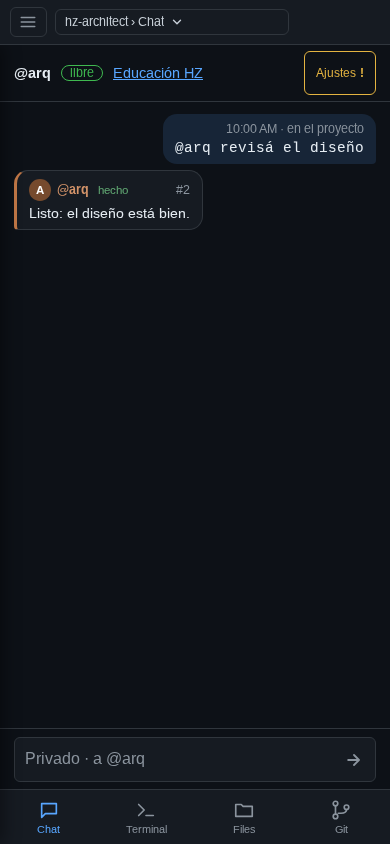 hz-architect › Chat
@arq libre Educación HZ Ajustes !
10:00 AM · en el proyecto
@arq revisá el diseño
A @arq hecho #2
Listo: el diseño está bien.
Privado · a @arq
Chat Terminal Files Git